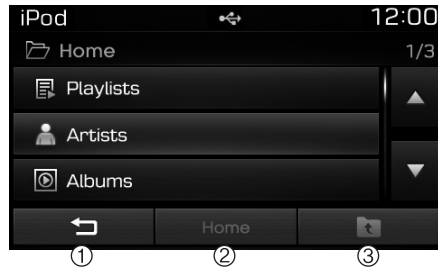 iPod 12:00
Home 1/3
Playlists
Artists
Albums
Home
① ② ③